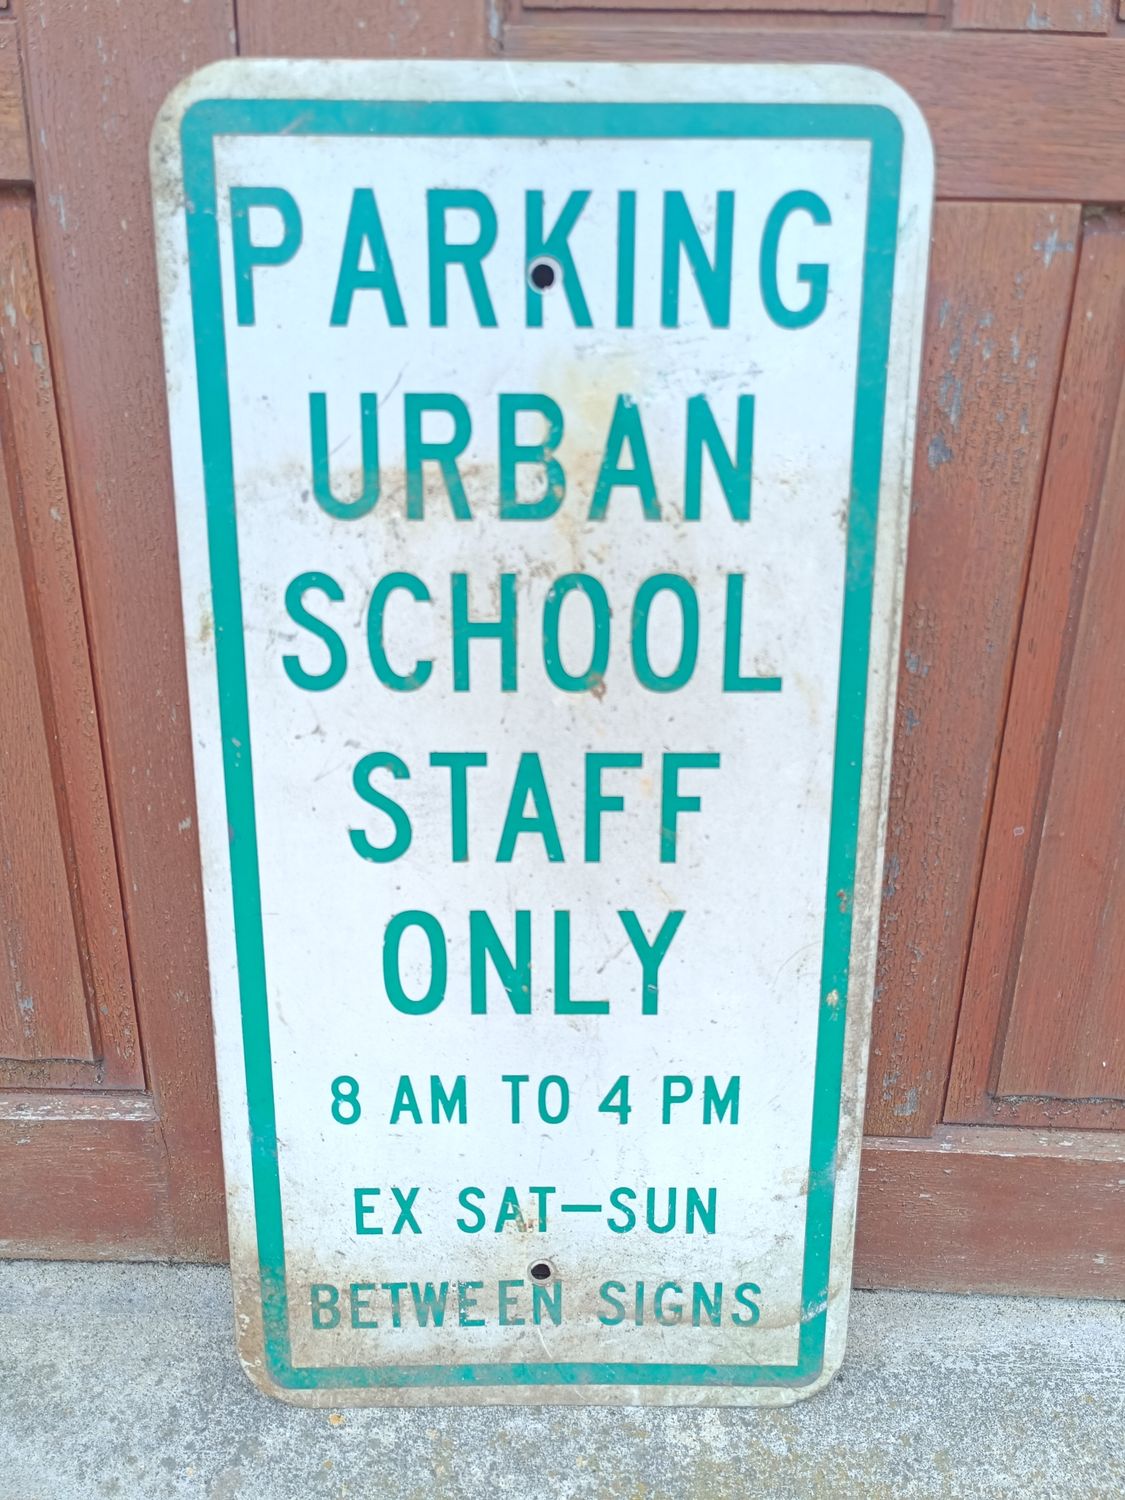 PARKING
URBAN
SCHOOL
STAFF
ONLY
8 AM TO 4 PM
EX SAT-SUN
BETWEEN SIGNS